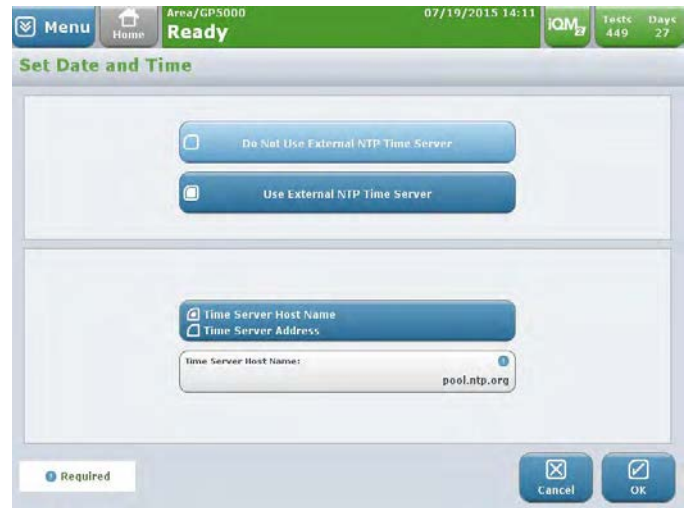 Menu
Home
Area/GP5000
07/19/2015 14:11
Ready
iQM2
Tests
449
Days
27
Set Date and Time
Do Not Use External NTP Time Server
Use External NTP Time Server
Time Server Host Name
Time Server Address
Time Server Host Name:
pool.ntp.org
Required
Cancel
OK